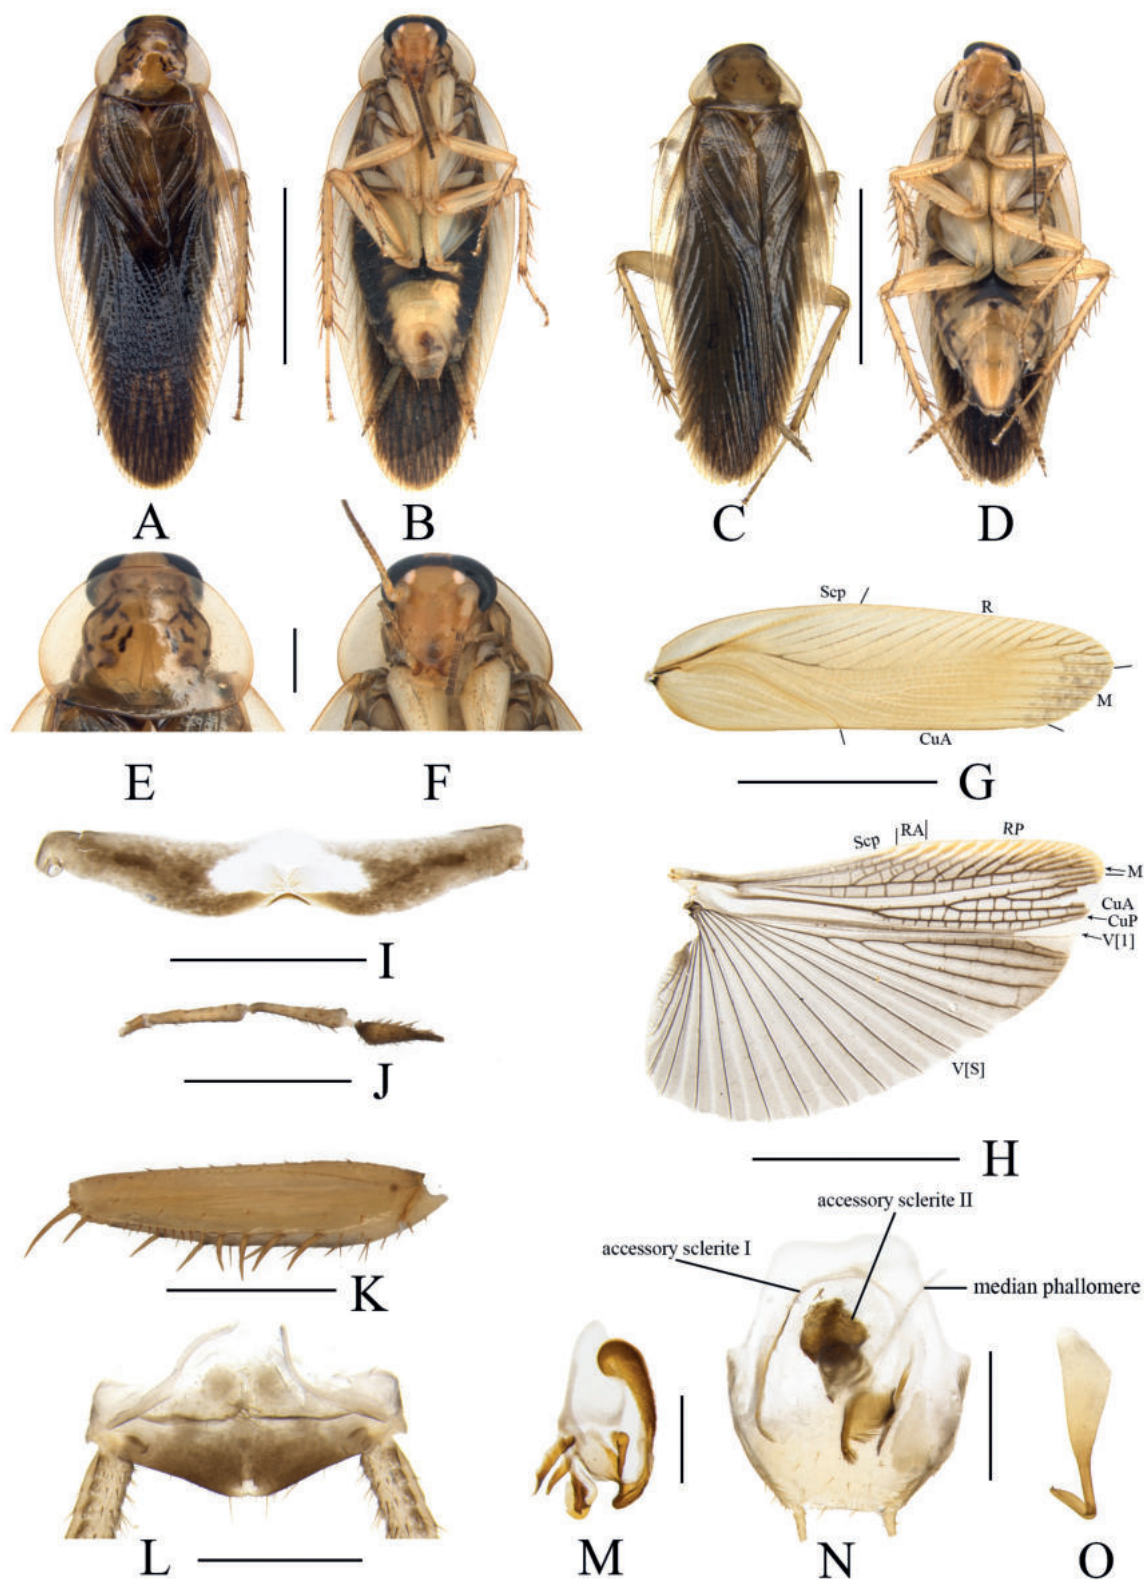 A
B
C
D
E
F
Scp
R
M
CuA
G
Scp
RA
RP
M
CuA
CuP
V[1]
V[S]
H
I
J
K
L
accessory sclerite II
accessory sclerite I
median phallomere
M
N
O